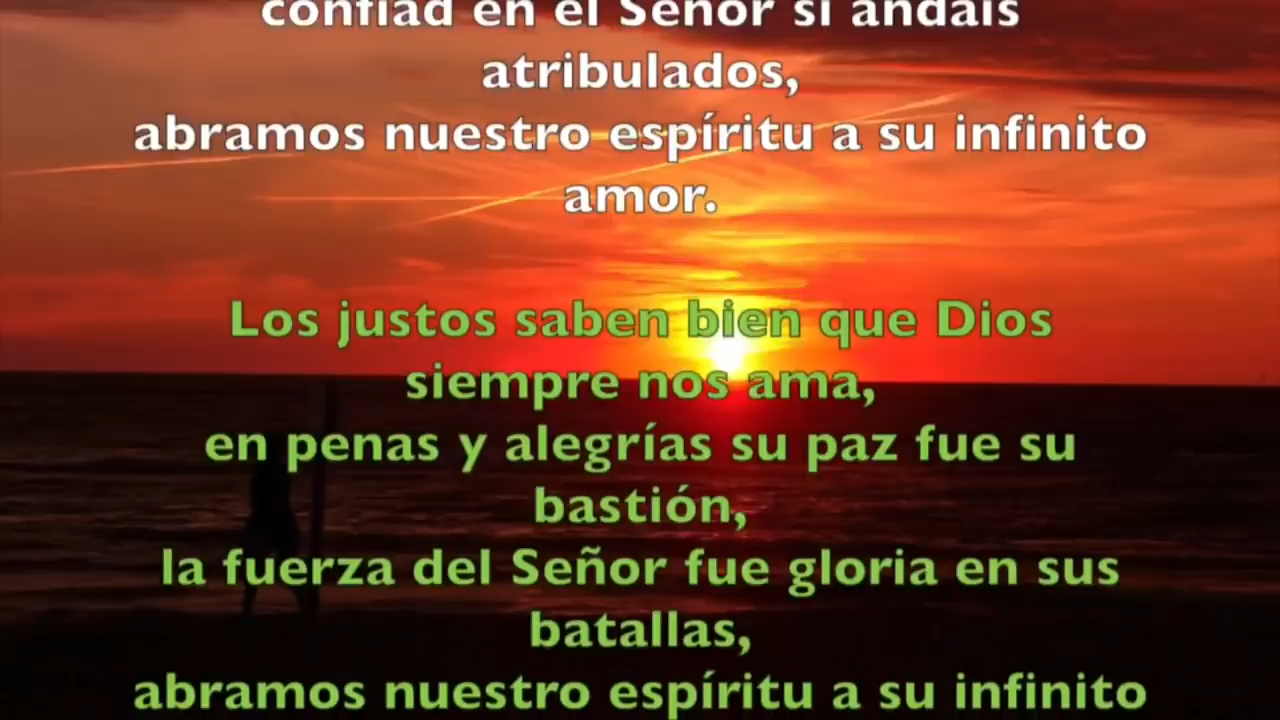 confiad en el Señor si andáis
atribulados,
abramos nuestro espíritu a su infinito
amor.
Los justos saben bien que Dios
siempre nos ama,
en penas y alegrías su paz fue su
bastión,
la fuerza del Señor fue gloria en sus
batallas,
abramos nuestro espíritu a su infinito